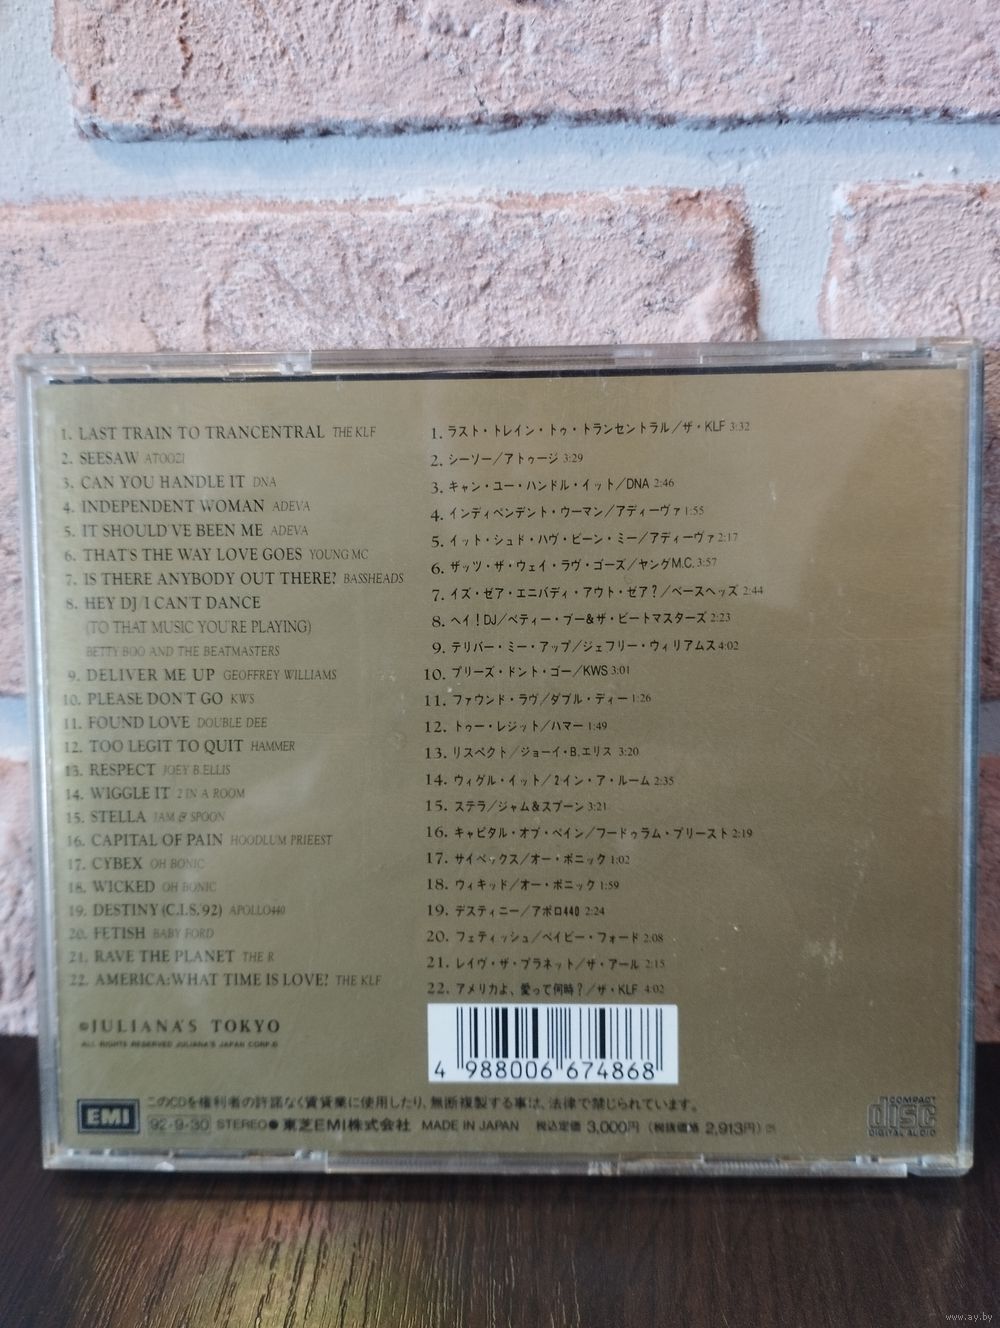 1. LAST TRAIN TO TRANCENTRAL THE KLF
2. SEESAW ATOOZI
3. CAN YOU HANDLE IT DNA
4. INDEPENDENT WOMAN ADEVA
5. IT SHOULD'VE BEEN ME ADEVA
6. THAT'S THE WAY LOVE GOES YOUNG MC
7. IS THERE ANYBODY OUT THERE? BASSHEADS
8. HEY DJ/I CAN'T DANCE
(TO THAT MUSIC YOU'RE PLAYING)
BETTY BOO AND THE BEATMASTERS
9. DELIVER ME UP GEOFFREY WILLIAMS
10. PLEASE DON'T GO KWS
11. FOUND LOVE DOUBLE DEE
12. TOO LEGIT TO QUIT HAMMER
13. RESPECT JOEY B.ELLIS
14. WIGGLE IT 2 IN A ROOM
15. STELLA JAM & SPOON
16. CAPITAL OF PAIN HOODLUM PRIEEST
17. CYBEX OH BONIC
18. WICKED OH BONIC
19. DESTINY (C.I.S.'92) APOLLO440
20. FETISH BABY FORD
21. RAVE THE PLANET THE R
22. AMERICA:WHAT TIME IS LOVE? THE KLF
1. ラスト・トレイン・トゥ・トランセントラル/ザ・KLF 3:32
2. シーソー/アトゥージ 3:29
3. キャン・ユー・ハンドル・イット/DNA 2:46
4. インディペンデント・ウーマン/アディーヴァ 1:55
5. イット・シュド・ハヴ・ビーン・ミー/アディーヴァ 2:17
6. ザッツ・ザ・ウェイ・ラヴ・ゴーズ/ヤングM.C. 3:57
7. イズ・ゼア・エニバディ・アウト・ゼア?/ベースヘッズ 2:44
8. ヘイ!DJ/ベティー・ブー&ザ・ビートマスターズ 2:23
9. デリバー・ミー・アップ/ジェフリー・ウィリアムス 4:02
10. プリーズ・ドント・ゴー/KWS 3:01
11. ファウンド・ラヴ/ダブル・ディー 1:26
12. トゥー・レジット/ハマー 1:49
13. リスペクト/ジョーイ・B.エリス 3:20
14. ウィグル・イット/2イン・ア・ルーム 2:35
15. ステラ/ジャム&スプーン 3:21
16. キャピタル・オブ・ペイン/フードゥラム・プリースト 2:19
17. サイベックス/オー・ボニック 1:02
18. ウィキッド/オー・ボニック 1:59
19. デスティニー/アポロ440 2:24
20. フェティッシュ/ベイビー・フォード 2:08
21. レイヴ・ザ・プラネット/ザ・アール 2:15
22. アメリカよ、愛って何時?/ザ・KLF 4:02
©JULIANA'S TOKYO
ALL RIGHTS RESERVED JULIANA'S JAPAN CORP.©
4 988006 674868
このCDを権利者の許諾なく賃貸業に使用したり、無断複製する事は、法律で禁じられています。
EMI 92・9・30 STEREO● 東芝EMI株式会社 MADE IN JAPAN 税込定価 3,000円 (税抜価格 2,913円)
COMPACT
disc
DIGITAL AUDIO
www.ay.by